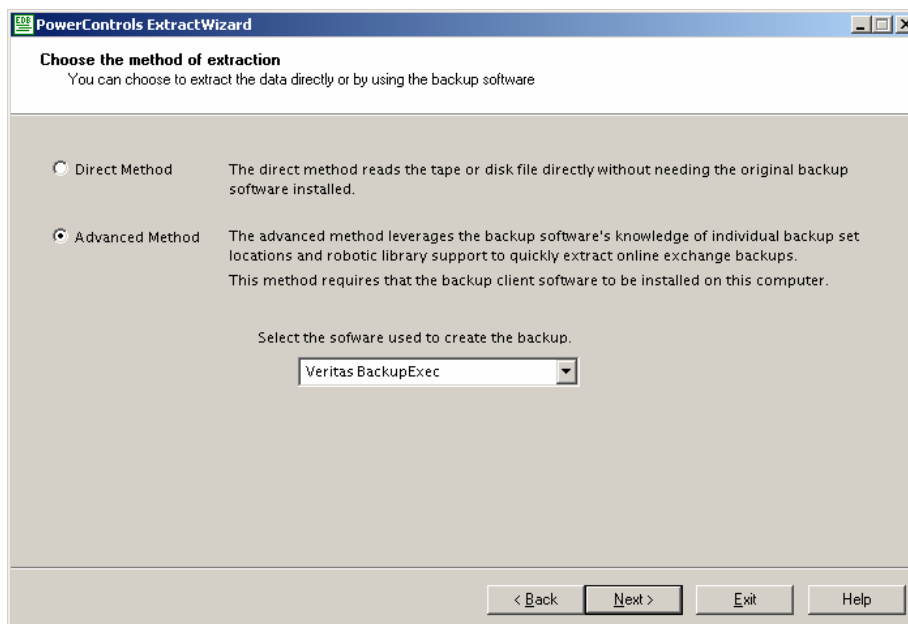 EDB PowerControls ExtractWizard
Choose the method of extraction
You can choose to extract the data directly or by using the backup software
Direct Method
The direct method reads the tape or disk file directly without needing the original backup
software installed.
Advanced Method
The advanced method leverages the backup software's knowledge of individual backup set
locations and robotic library support to quickly extract online exchange backups.
This method requires that the backup client software to be installed on this computer.
Select the sofware used to create the backup.
Veritas BackupExec
< Back
Next >
Exit
Help